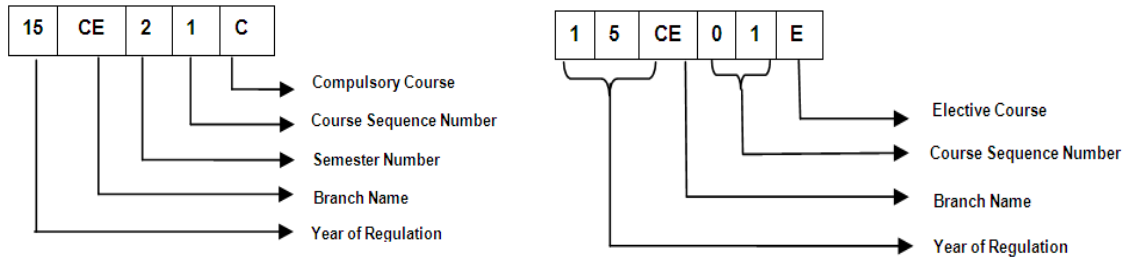 15 CE 2 1 C
Compulsory Course
Course Sequence Number
Semester Number
Branch Name
Year of Regulation
1 5 CE 0 1 E
Elective Course
Course Sequence Number
Branch Name
Year of Regulation